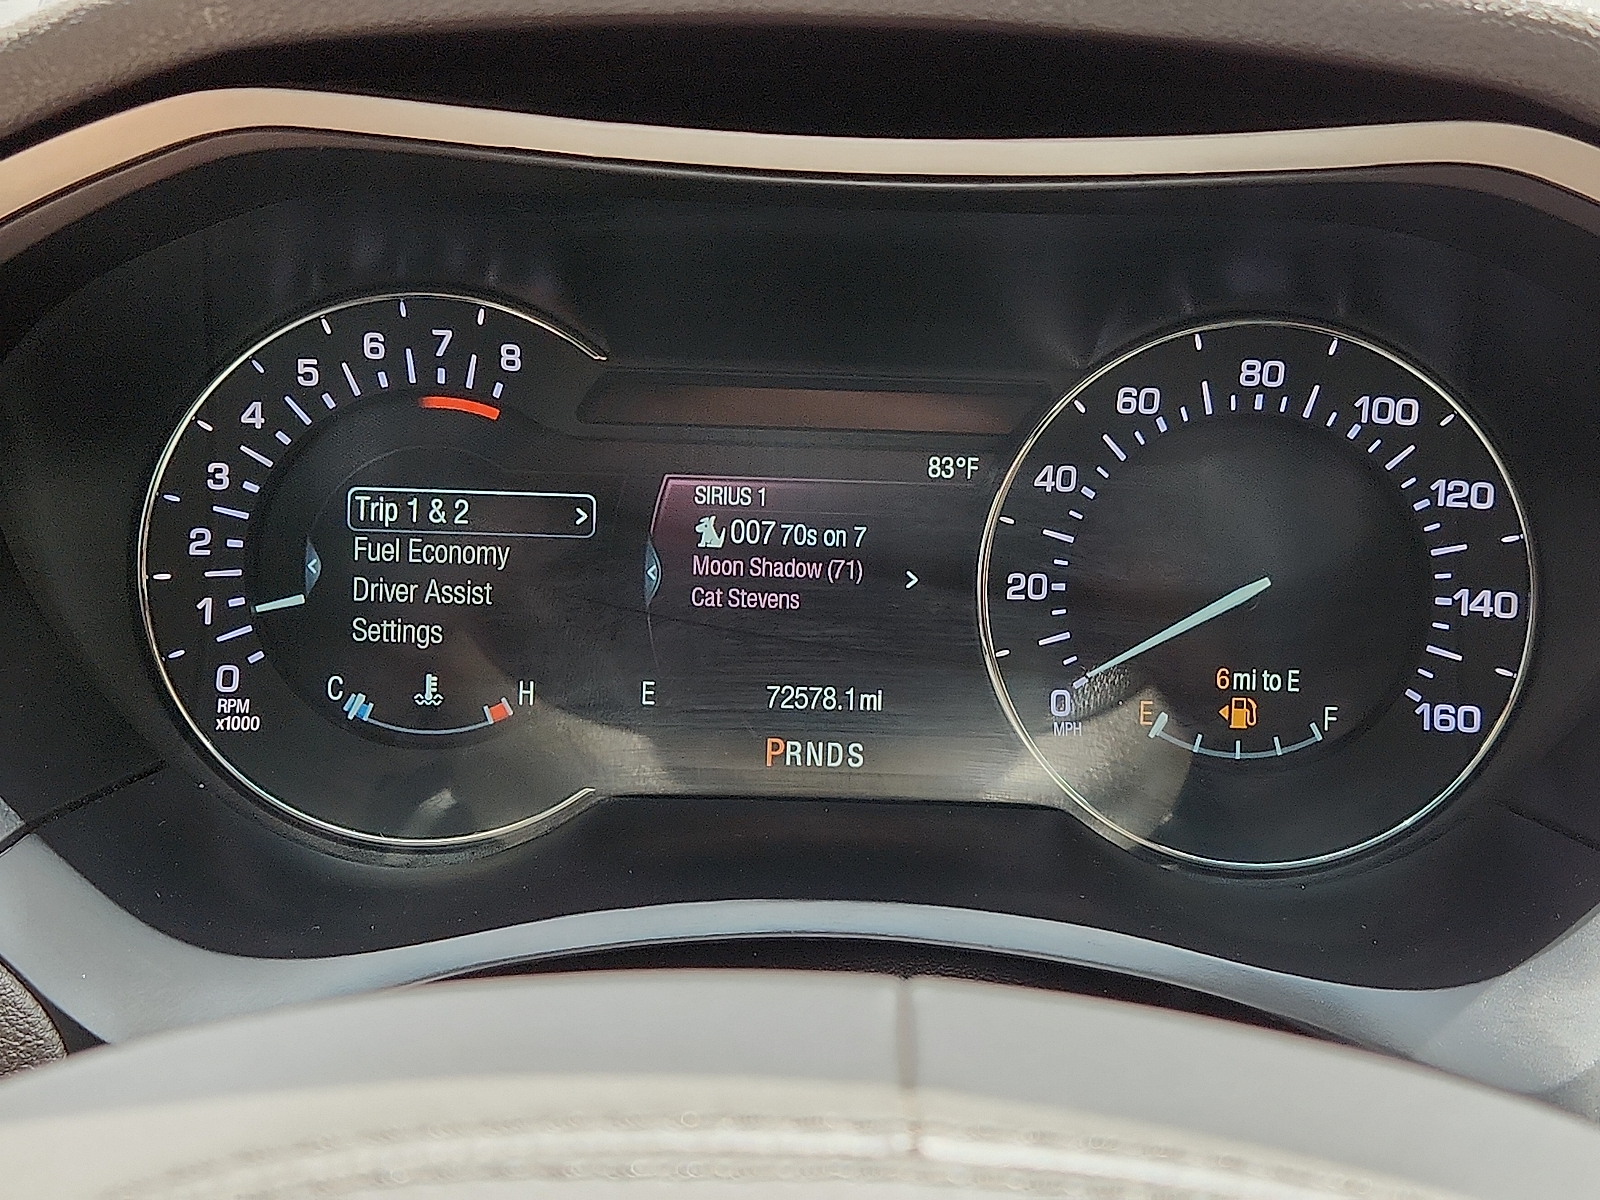 0
1
2
3
4
5
6
7
8
RPM
x1000
Trip 1 & 2 >
Fuel Economy
Driver Assist
Settings
C
H
83°F
SIRIUS 1
007 70s on 7
Moon Shadow (71)
Cat Stevens
E
72578.1 mi
PRNDS
0
20
40
60
80
100
120
140
160
MPH
6 mi to E
E
F